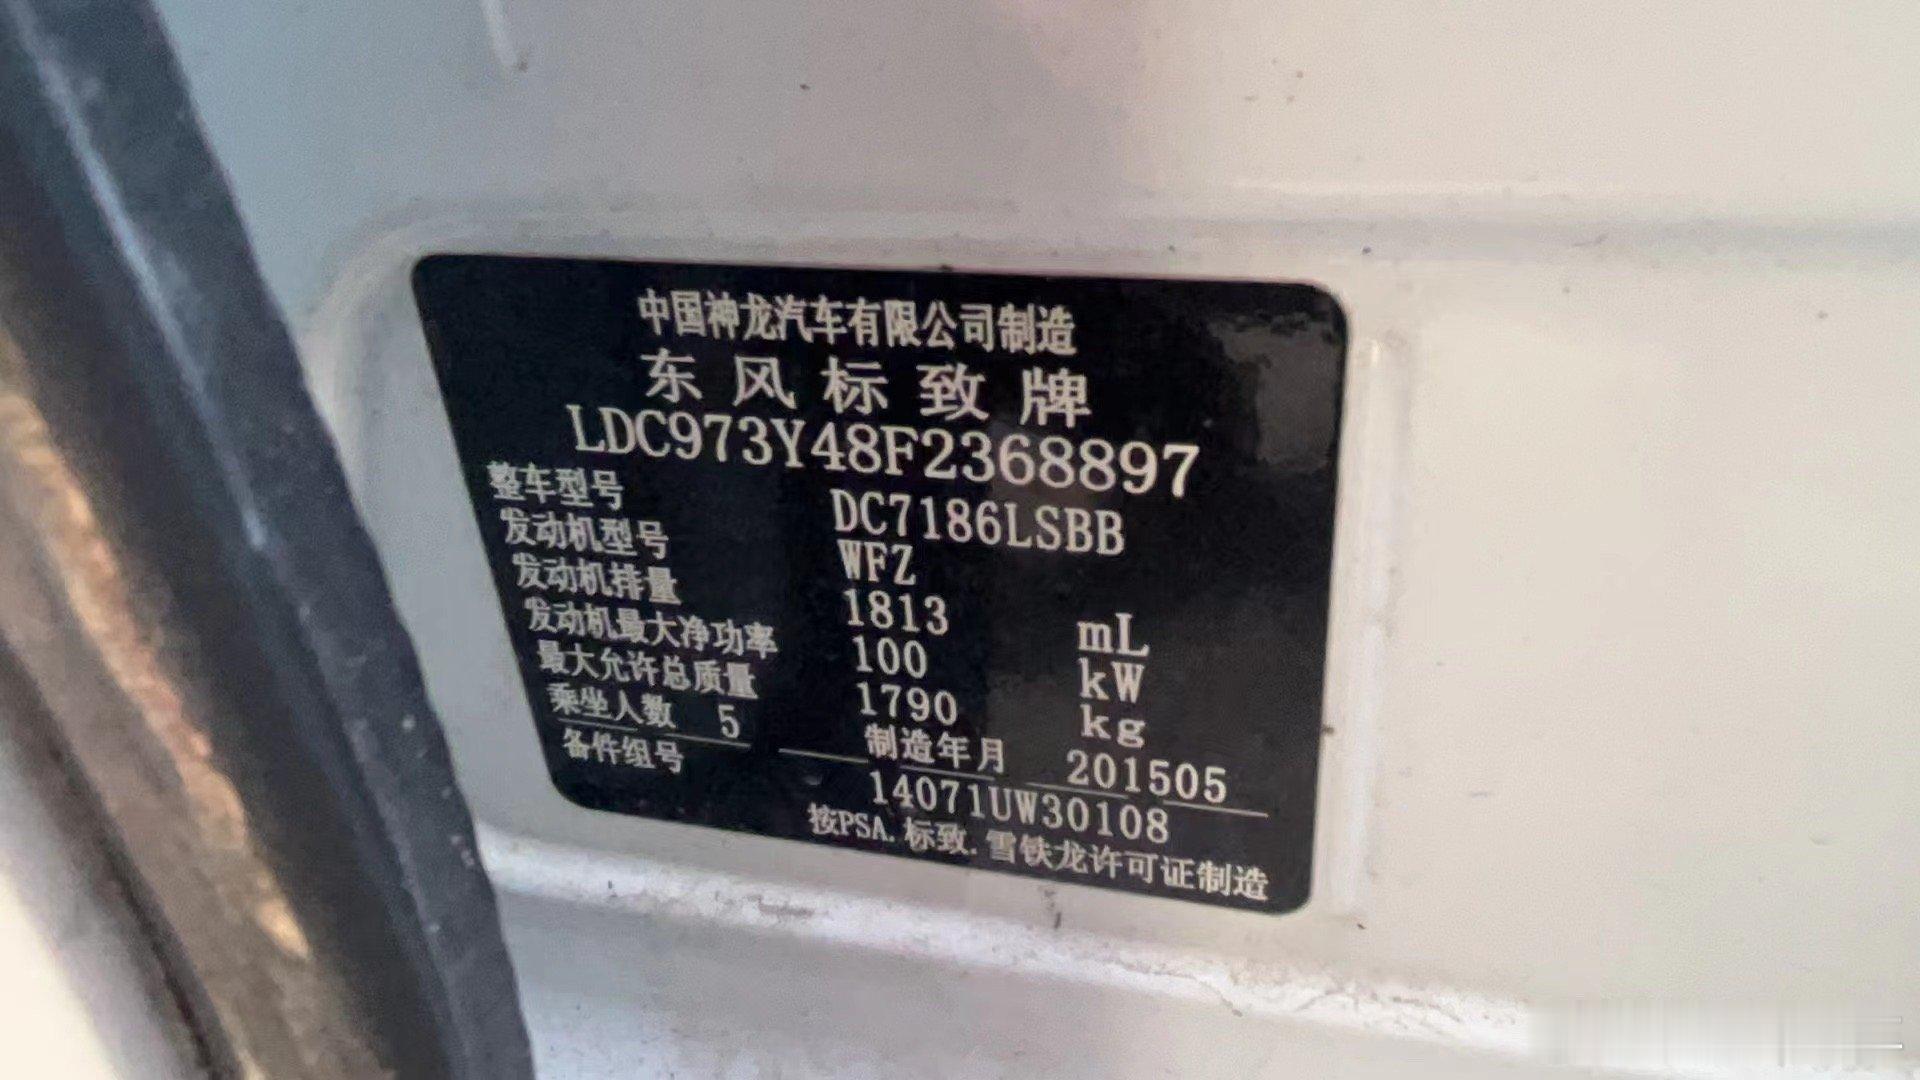 中国神龙汽车有限公司制造
东风标致牌
LDC973Y48F2368897
整车型号 DC7186LSBB
发动机型号 WFZ
发动机排量 1813 mL
发动机最大净功率 100 kW
最大允许总质量 1790 kg
乘坐人数 5 制造年月 201505
备件组号 14071UW30108
按PSA.标致.雪铁龙许可证制造